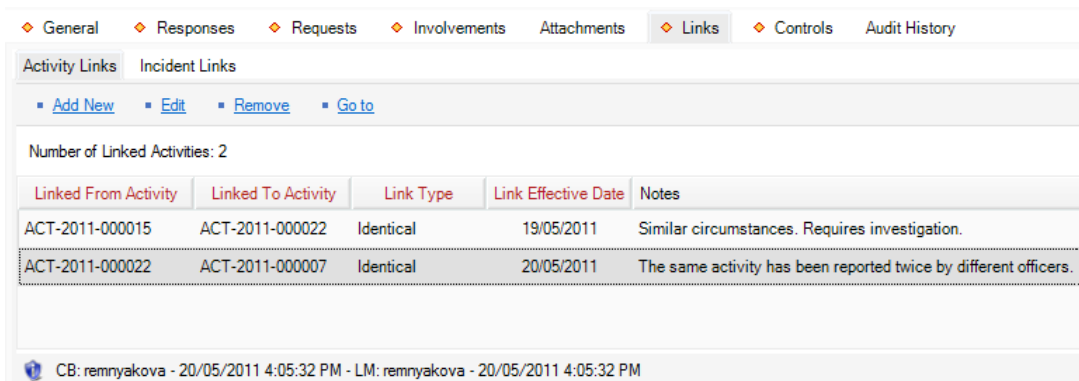 General Responses Requests Involvements Attachments Links Controls Audit History
Activity Links Incident Links
Add New Edit Remove Go to
Number of Linked Activities: 2
Linked From Activity Linked To Activity Link Type Link Effective Date Notes
ACT-2011-000015 ACT-2011-000022 Identical 19/05/2011 Similar circumstances. Requires investigation.
ACT-2011-000022 ACT-2011-000007 Identical 20/05/2011 The same activity has been reported twice by different officers.
CB: remnyakova - 20/05/2011 4:05:32 PM - LM: remnyakova - 20/05/2011 4:05:32 PM